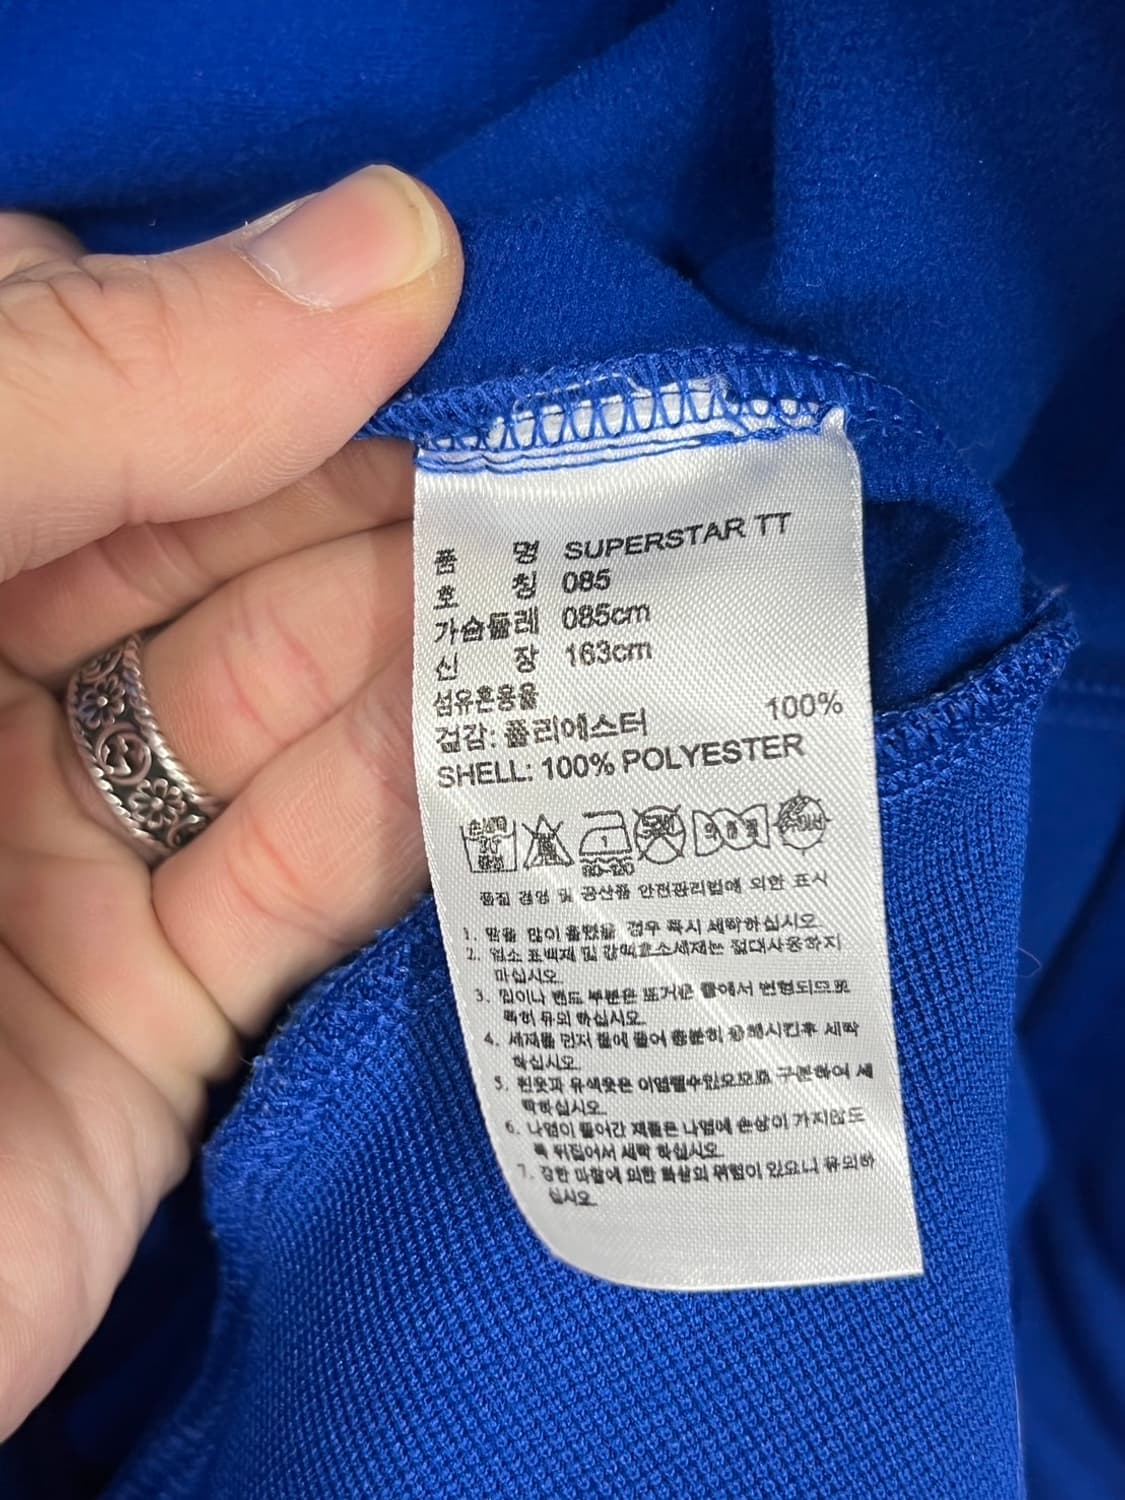 품 명 SUPERSTAR TT
호 칭 085
가슴둘레 085cm
신 장 163cm
섬유혼용율
겉감: 폴리에스터 100%
SHELL: 100% POLYESTER
80~120
품질 경영 및 공산품 안전관리법에 의한 표시
1. 땀을 많이 흘렸을 경우 즉시 세탁하십시오
2. 염소 표백제 및 강력효소세제는 절대사용하지
마십시오.
3. 집이나 밴드 부분은 뜨거운 물에서 변형되므로
특히 유의 하십시오.
4. 세제를 먼저 물에 풀어 충분히 용해시킨후 세탁
하십시오.
5. 흰옷과 유색옷은 이염될수있으므로 구분하여 세
탁하십시오.
6. 나염이 들어간 제품은 나염에 손상이 가지않도
록 뒤집어서 세탁 하십시오.
7. 강한 마찰에 의한 화상의 위험이 있으니 유의하
십시오.